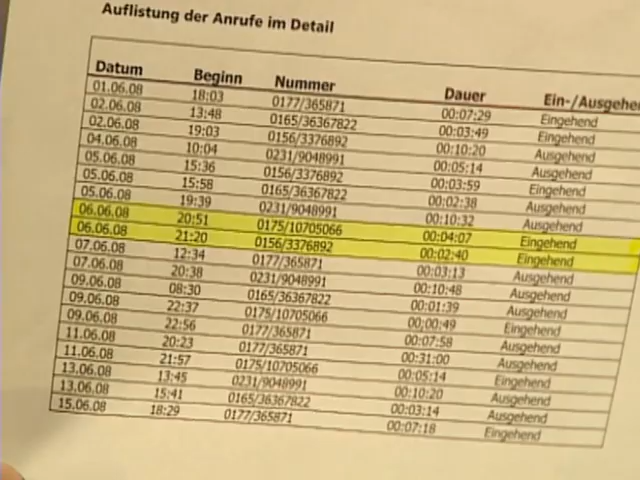 Auflistung der Anrufe im Detail
Datum Beginn Nummer Dauer Ein-/Ausgehe
01.06.08 18:03 0177/365871 00:07:29 Eingehend
02.06.08 13:48 0165/36367822 00:03:49 Eingehend
02.06.08 19:03 0156/3376892 00:10:20 Ausgehend
04.06.08 10:04 0231/9048991 00:05:14 Ausgehend
05.06.08 15:36 0156/3376892 00:03:59 Eingehend
05.06.08 15:58 0165/36367822 00:02:38 Ausgehend
05.06.08 19:39 0231/9048991 00:10:32 Ausgehend
06.06.08 20:51 0175/10705066 00:04:07 Eingehend
06.06.08 21:20 0156/3376892 00:02:40 Eingehend
07.06.08 12:34 0177/365871 00:03:13 Ausgehend
07.06.08 20:38 0231/9048991 00:10:48 Ausgehend
09.06.08 08:30 0165/36367822 00:01:39 Ausgehend
09.06.08 22:37 0175/10705066 00:00:49 Eingehend
09.06.08 22:56 0177/365871 00:07:58 Ausgehend
11.06.08 20:23 0177/365871 00:31:00 Ausgehend
11.06.08 21:57 0175/10705066 00:05:14 Eingehend
13.06.08 13:45 0231/9048991 00:10:20 Ausgehend
13.06.08 15:41 0165/36367822 00:03:14 Ausgehend
15.06.08 18:29 0177/365871 00:07:18 Eingehend